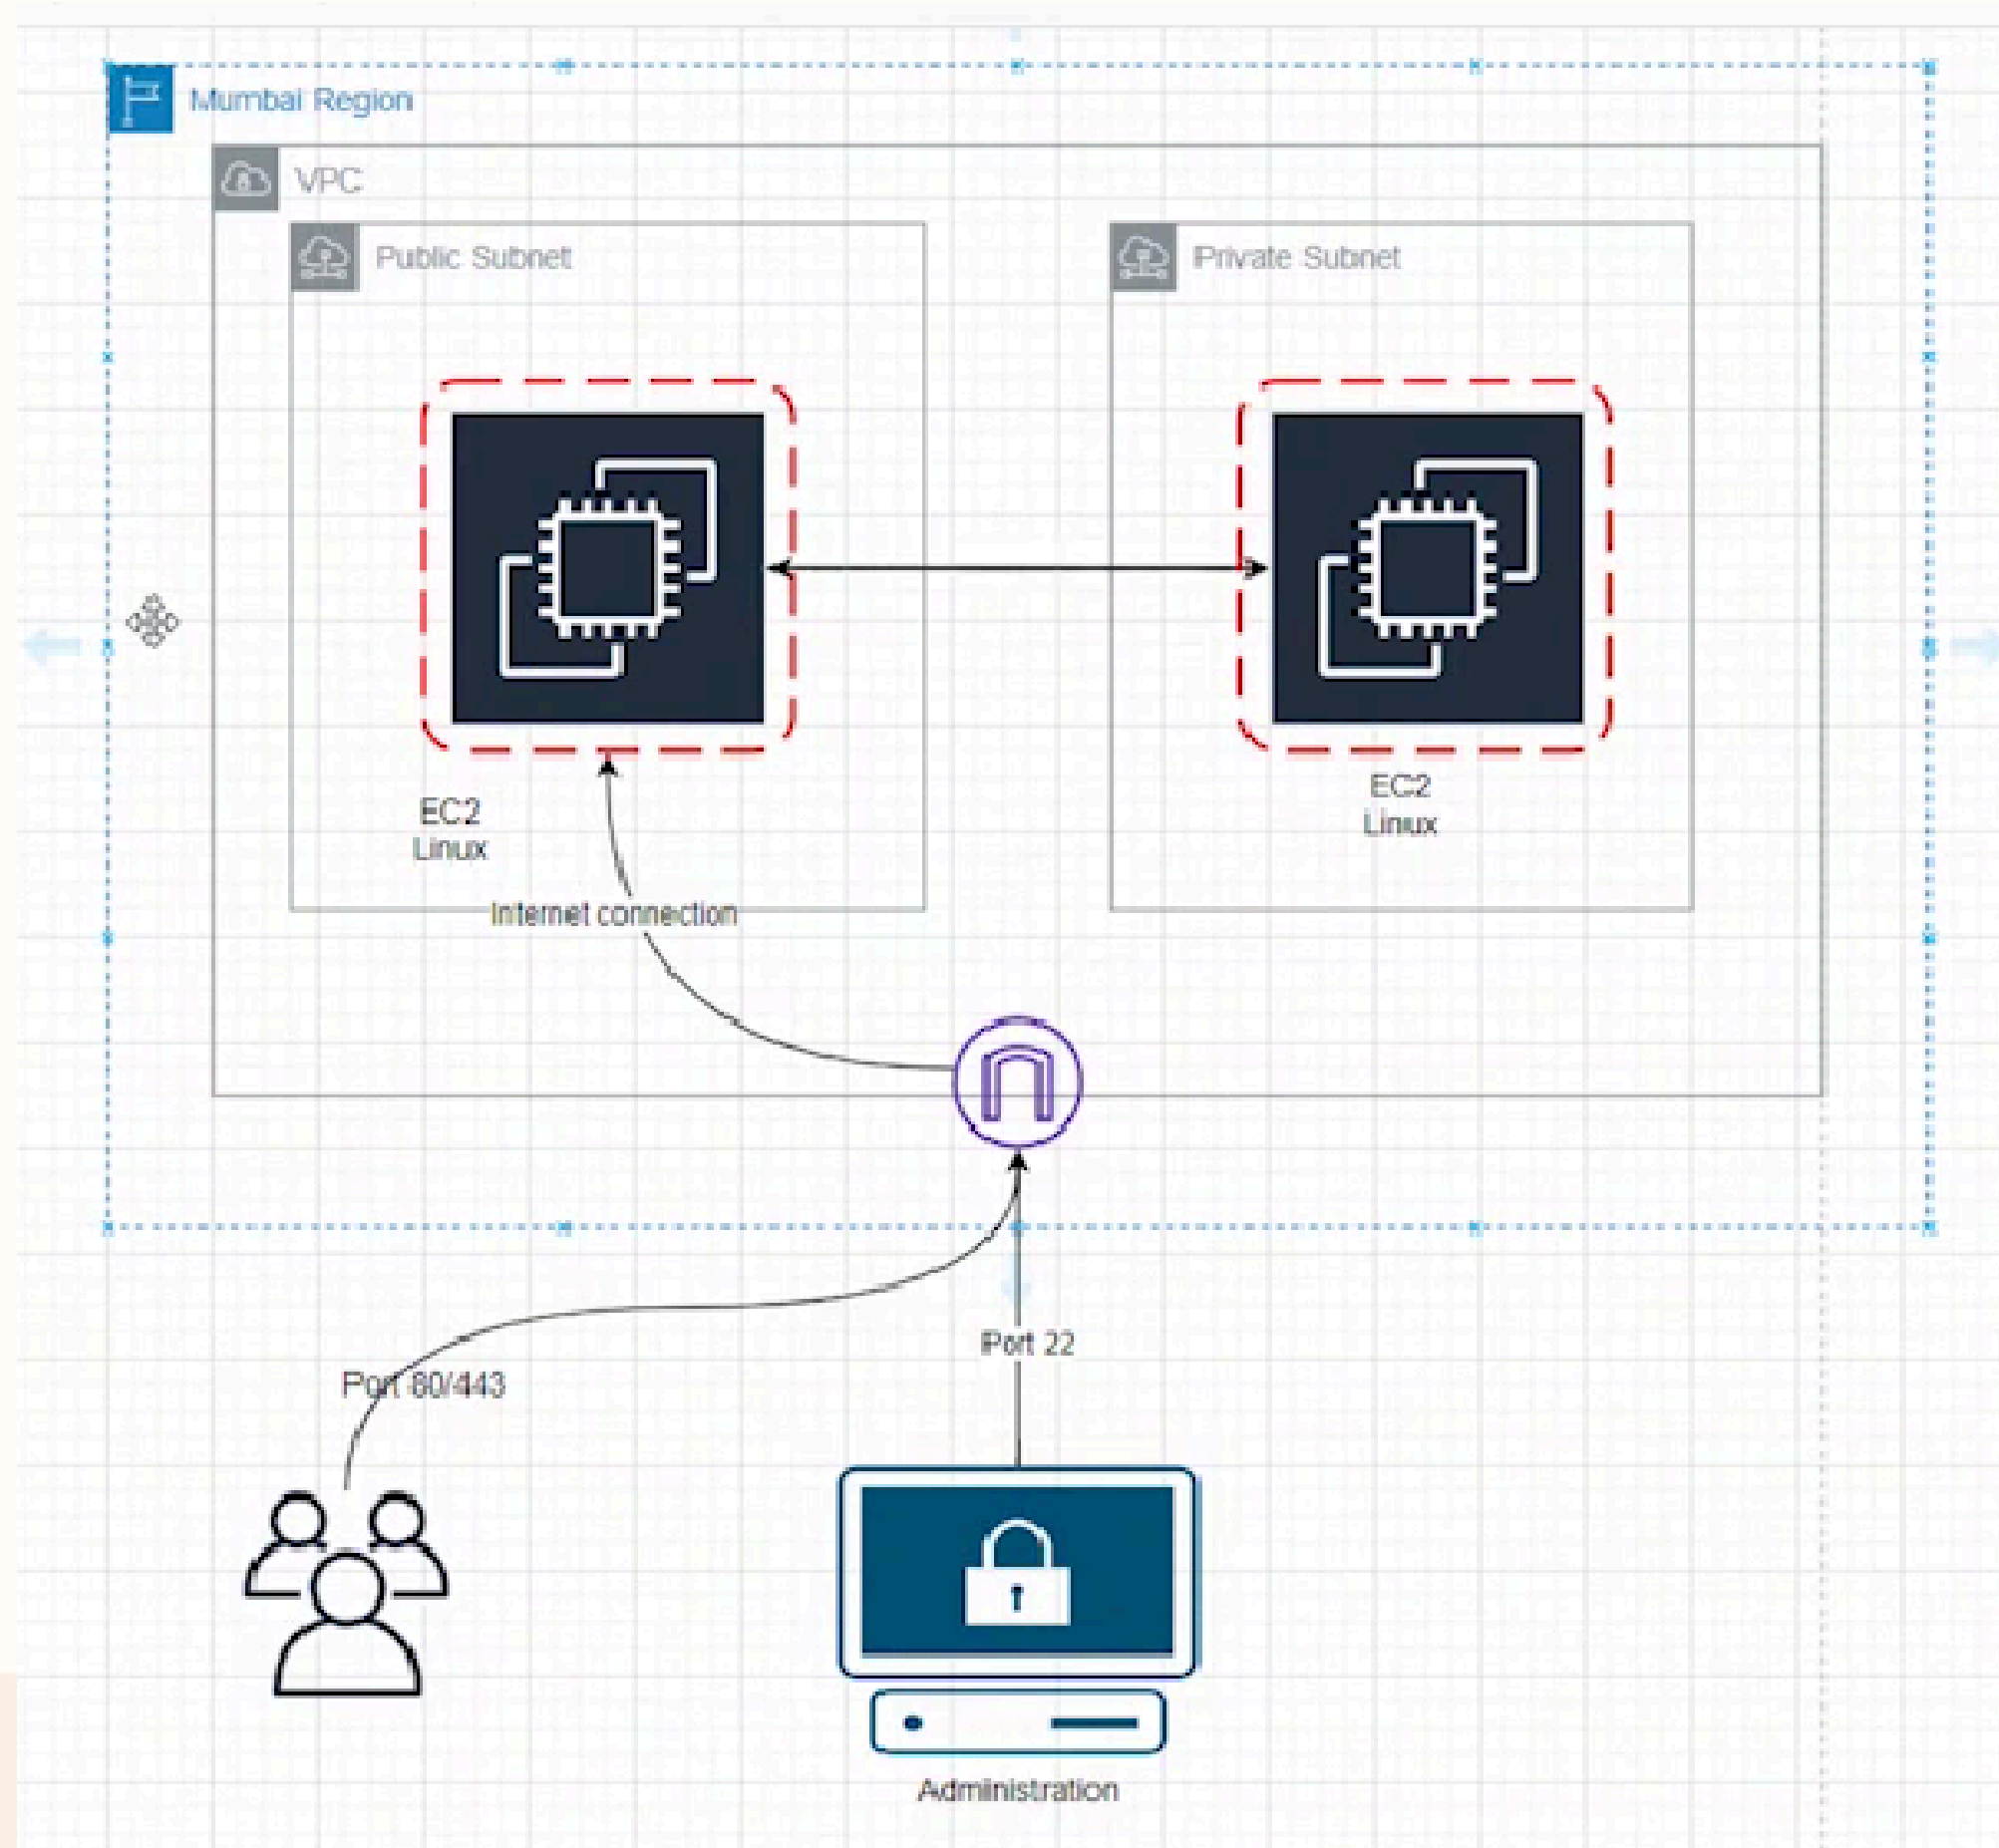 Mumbai Region
VPC
Public Subnet
Private Subnet
EC2
Linux
EC2
Linux
Internet connection
Port 22
Port 80/443
Administration